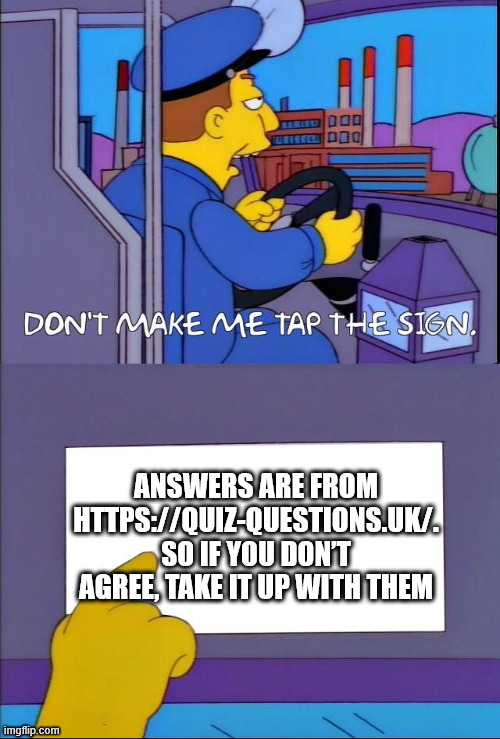 DON'T MAKE ME TAP THE SIGN.
ANSWERS ARE FROM
HTTPS://QUIZ-QUESTIONS.UK/.
SO IF YOU DON'T
AGREE, TAKE IT UP WITH THEM
imgflip.com